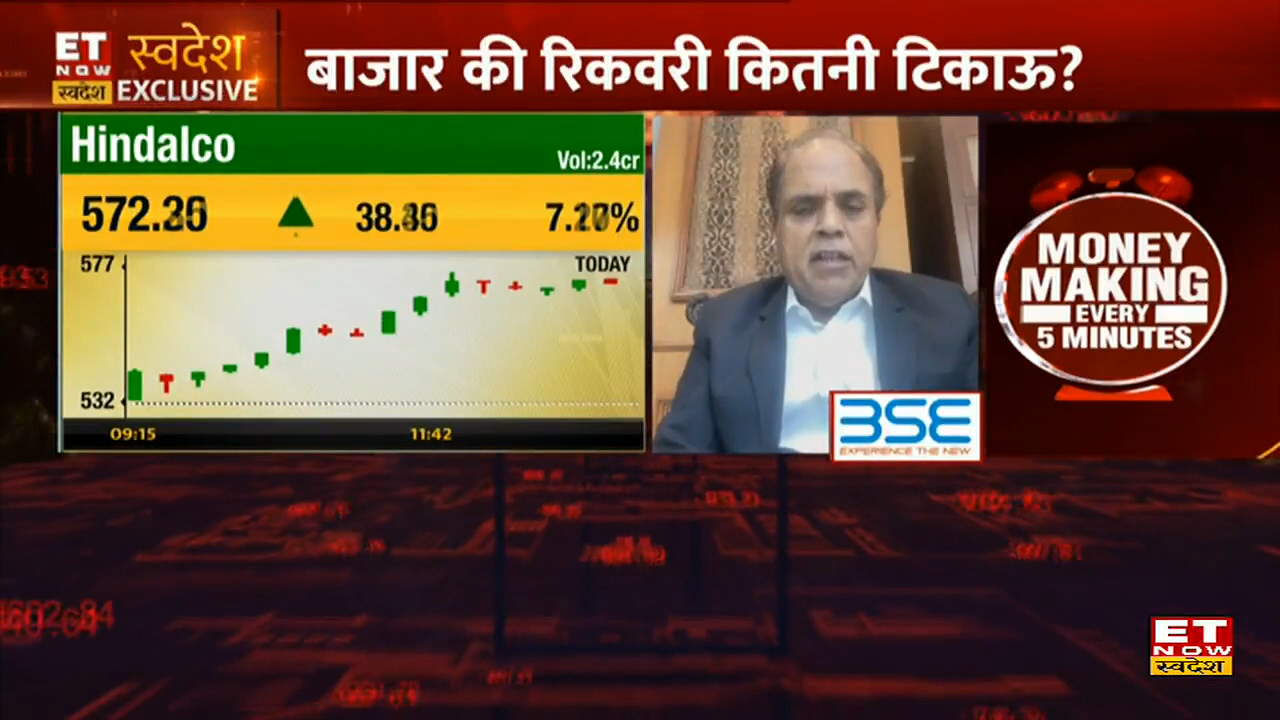 ET
NOW
स्वदेश
स्वदेश
EXCLUSIVE
बाजार की रिकवरी कितनी टिकाऊ?
Hindalco
Vol:2.4cr
577
TODAY
532
09:15
11:42
BSE
EXPERIENCE THE NEW
MONEY
MAKING
EVERY
5 MINUTES
ET
NOW
स्वदेश